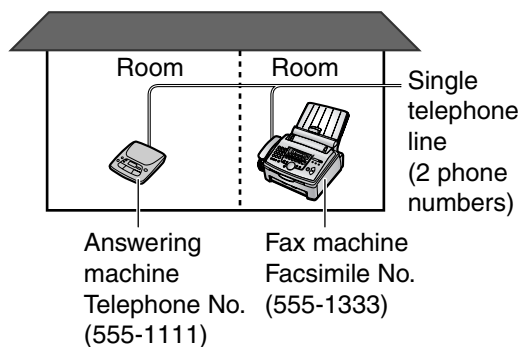 Room
Room
Single
telephone
line
(2 phone
numbers)
Answering
machine
Telephone No.
(555-1111)
Fax machine
Facsimile No.
(555-1333)